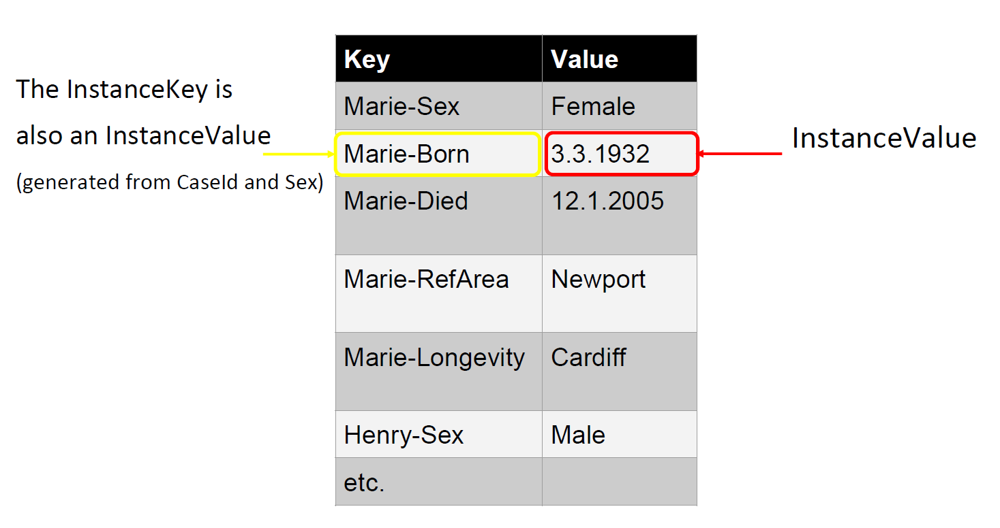 The InstanceKey is
also an InstanceValue
(generated from CaseId and Sex)
Key Value
Marie-Sex Female
Marie-Born 3.3.1932
Marie-Died 12.1.2005
Marie-RefArea Newport
Marie-Longevity Cardiff
Henry-Sex Male
etc.
InstanceValue